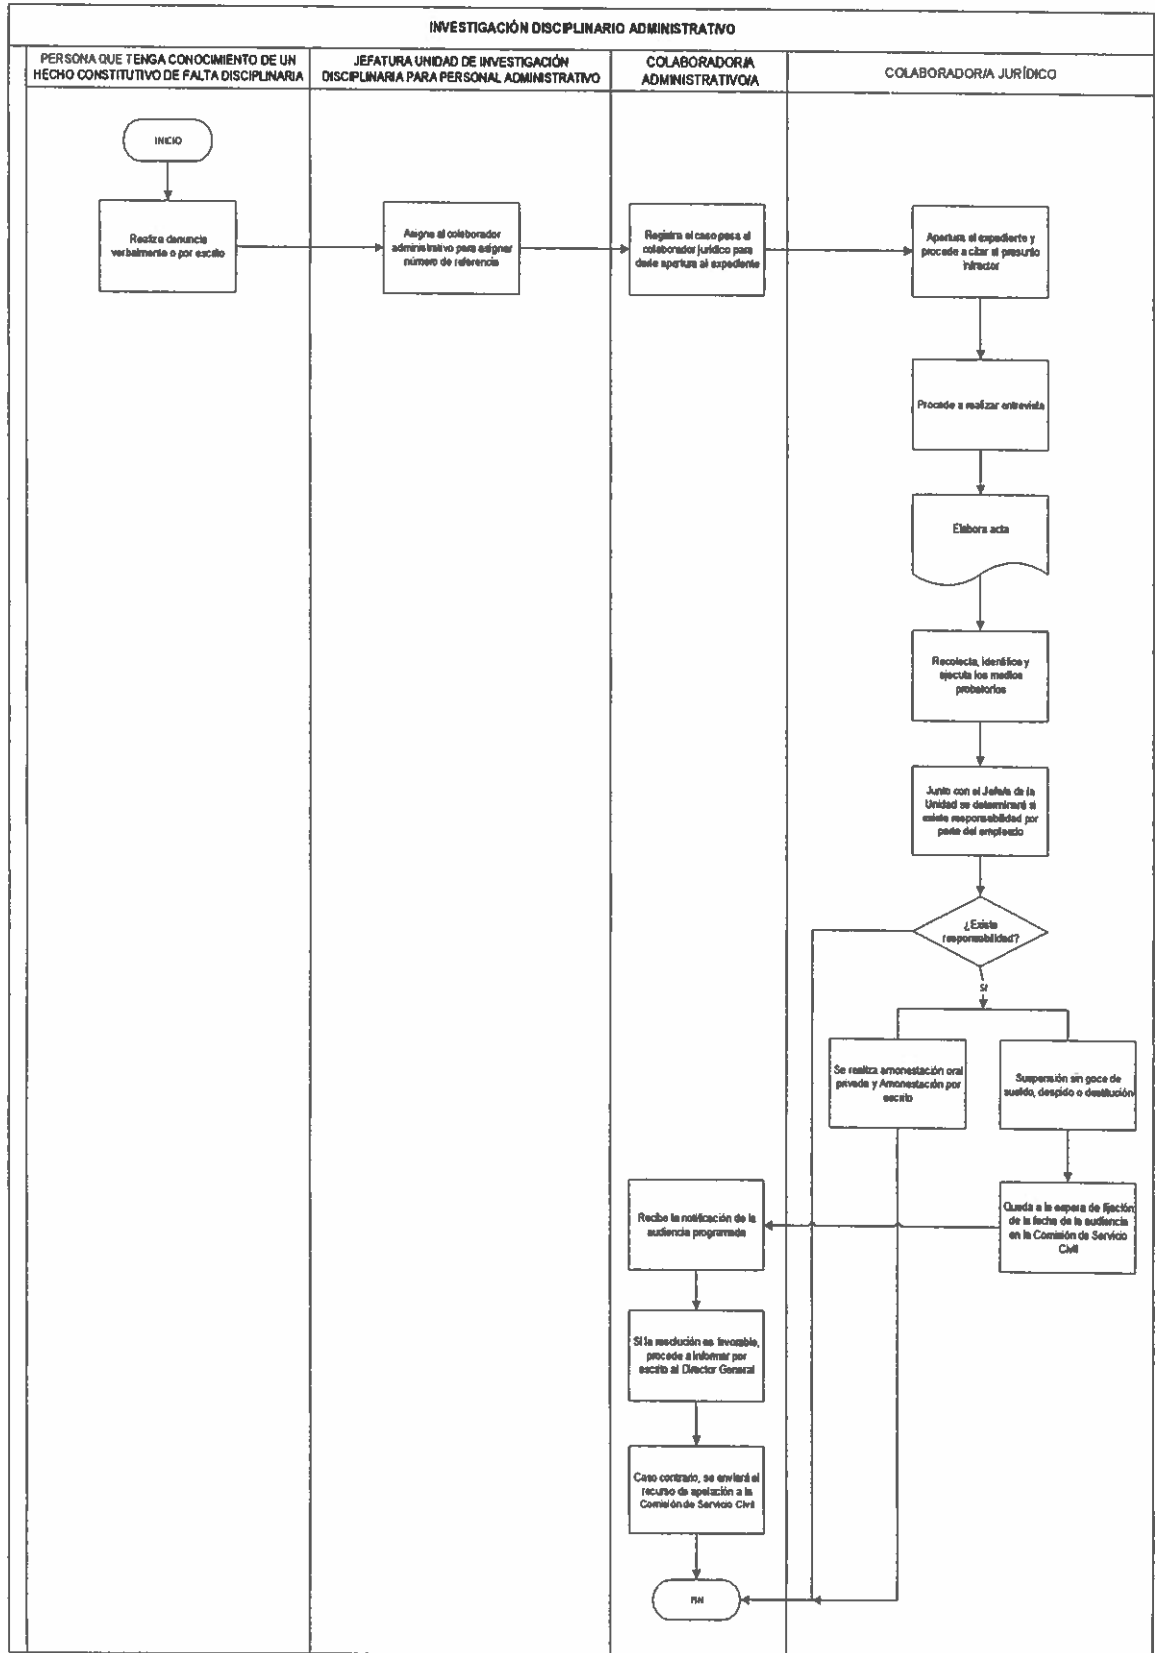 INVESTIGACIÓN DISCIPLINARIO ADMINISTRATIVO
PERSONA QUE TENGA CONOCIMIENTO DE UN
HECHO CONSTITUTIVO DE FALTA DISCIPLINARIA
JEFATURA UNIDAD DE INVESTIGACIÓN
DISCIPLINARIA PARA PERSONAL ADMINISTRATIVO
COLABORADOR/A
ADMINISTRATIVO/A
COLABORADOR/A JURÍDICO
INICIO
Realiza denuncia
verbalmente o por escrito
Asigna al colaborador
administrativo para asignar
número de referencia
Registra el caso pasa al
colaborador jurídico para
darle apertura al expediente
Apertura el expediente y
procede a citar al presunto
infractor
Procede a realizar entrevista
Elabora acta
Recolecta, identifica y
ejecuta los medios
probatorios
Junto con el Jefe/a de la
Unidad se determinará si
existe responsabilidad por
parte del empleado
¿Existe
responsabilidad?
SI
Se realiza amonestación oral
privada y Amonestación por
escrito
Suspensión sin goce de
sueldo, despido o destitución
Queda a la espera de fijación
de la fecha de la audiencia
en la Comisión de Servicio
Civil
Recibe la notificación de la
audiencia programada
Si la resolución es favorable,
procede a informar por
escrito al Director General
Caso contrario, se enviará el
recurso de apelación a la
Comisión de Servicio Civil
FIN